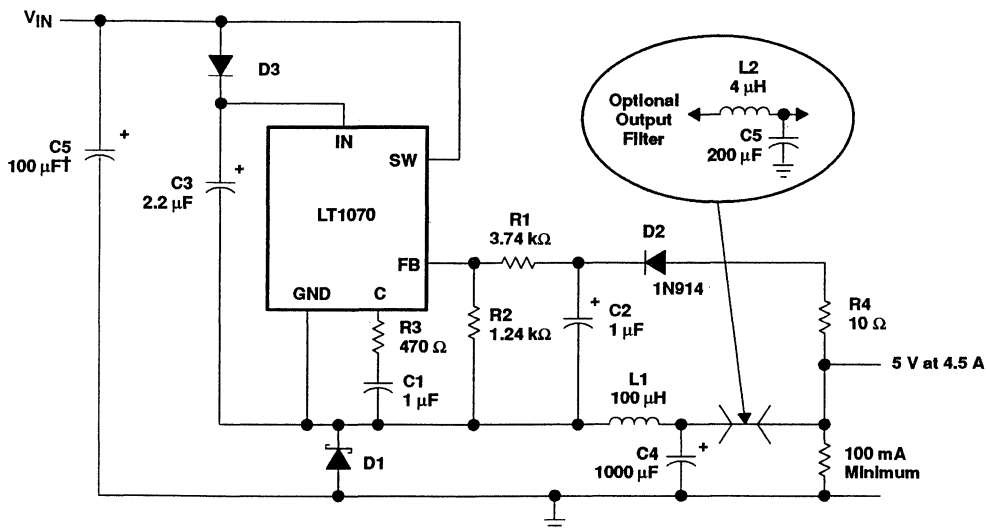 VIN
D3
C5
100 µF†
+
C3
2.2 µF
+
IN
SW
LT1070
FB
GND
C
R3
470 Ω
C1
1 µF
D1
R1
3.74 kΩ
R2
1.24 kΩ
+
C2
1 µF
D2
1N914
R4
10 Ω
5 V at 4.5 A
L1
100 µH
C4
1000 µF
+
100 mA
Minimum
Optional
Output
Filter
L2
4 µH
C5
200 µF